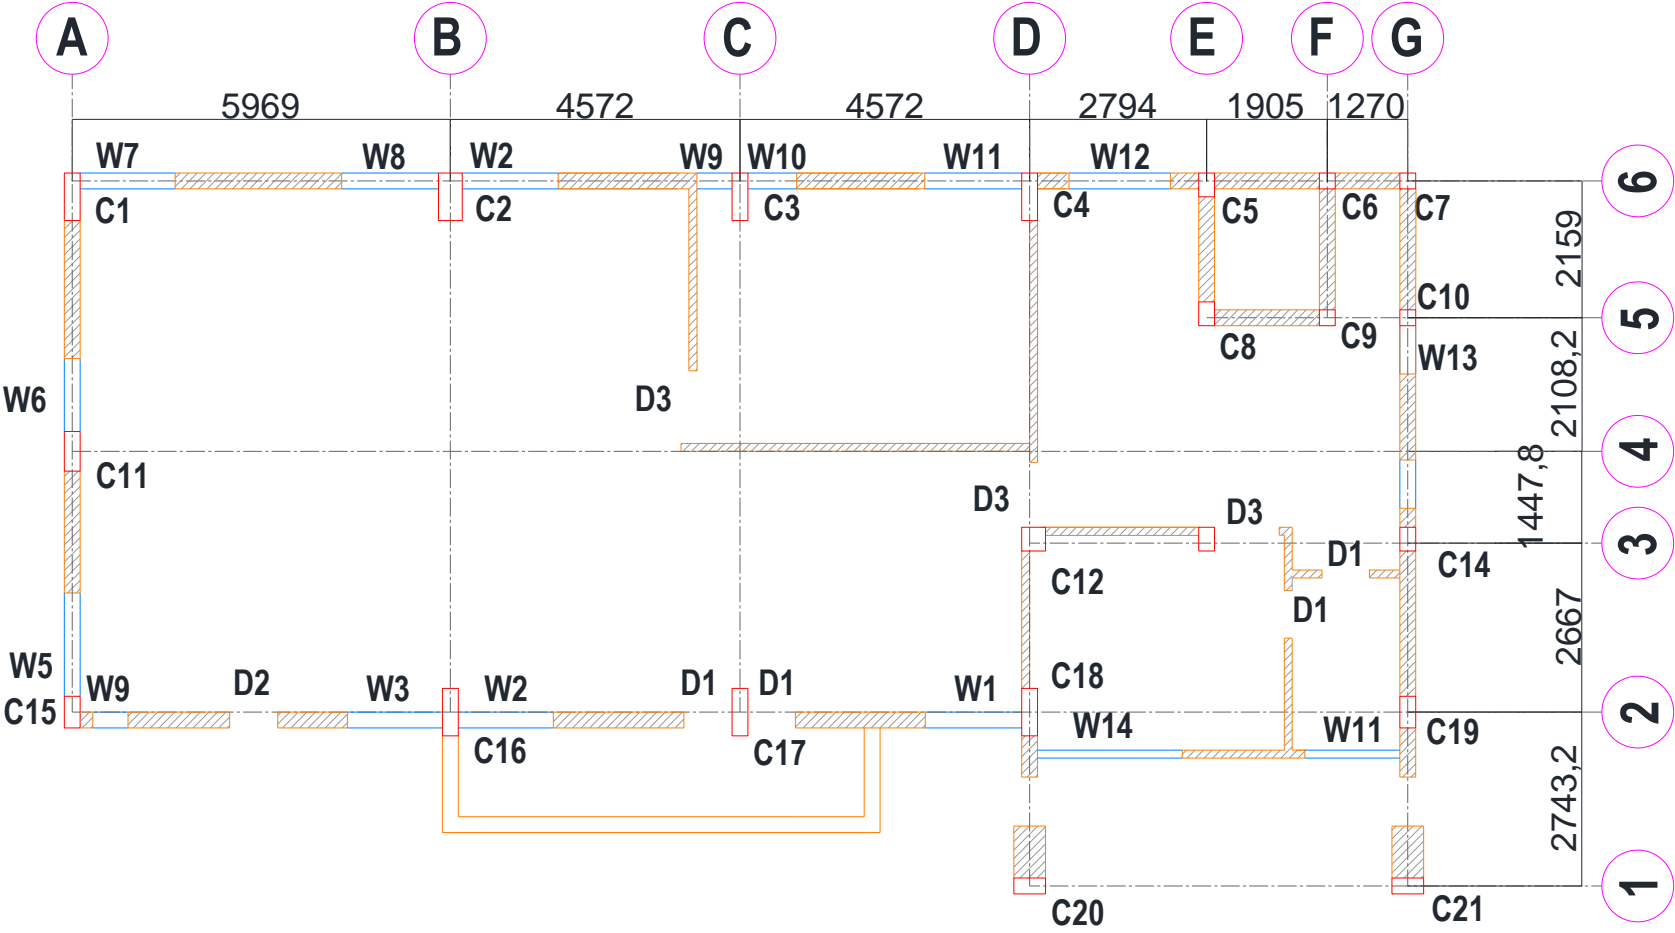 A B C D E F G
5969 4572 4572 2794 1905 1270
W7 W8 W2 W9 W10 W11 W12
6
C1 C2 C3 C4 C5 C6 C7
2159
C10
5
C8 C9
W13
2108,2
W6 D3
4
C11
1447,8
D3 D3
3
D1 C14
C12
D1
2667
W5 C18
W9 D2 W3 W2 D1 D1 W1
C15
2
W14 W11 C19
C16 C17
2743,2
1
C20 C21